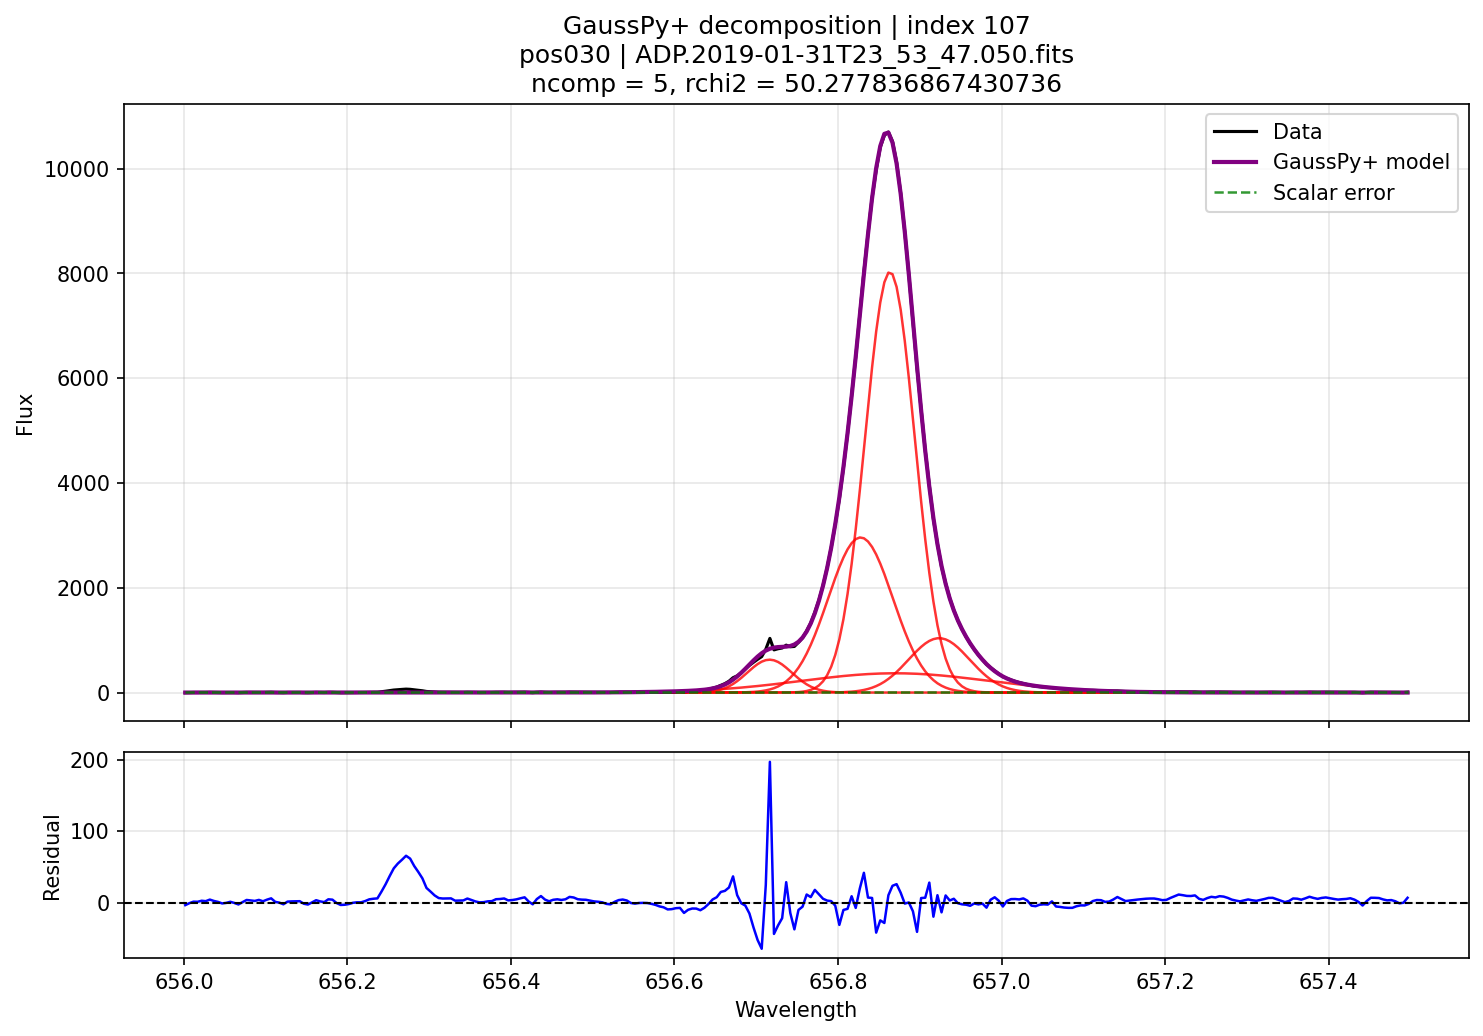 GaussPy+ decomposition | index 107
pos030 | ADP.2019-01-31T23_53_47.050.fits
ncomp = 5, rchi2 = 50.277836867430736
Data
GaussPy+ model
Scalar error
Flux
10000
8000
6000
4000
2000
0
Residual
200
100
0
656.0 656.2 656.4 656.6 656.8 657.0 657.2 657.4
Wavelength